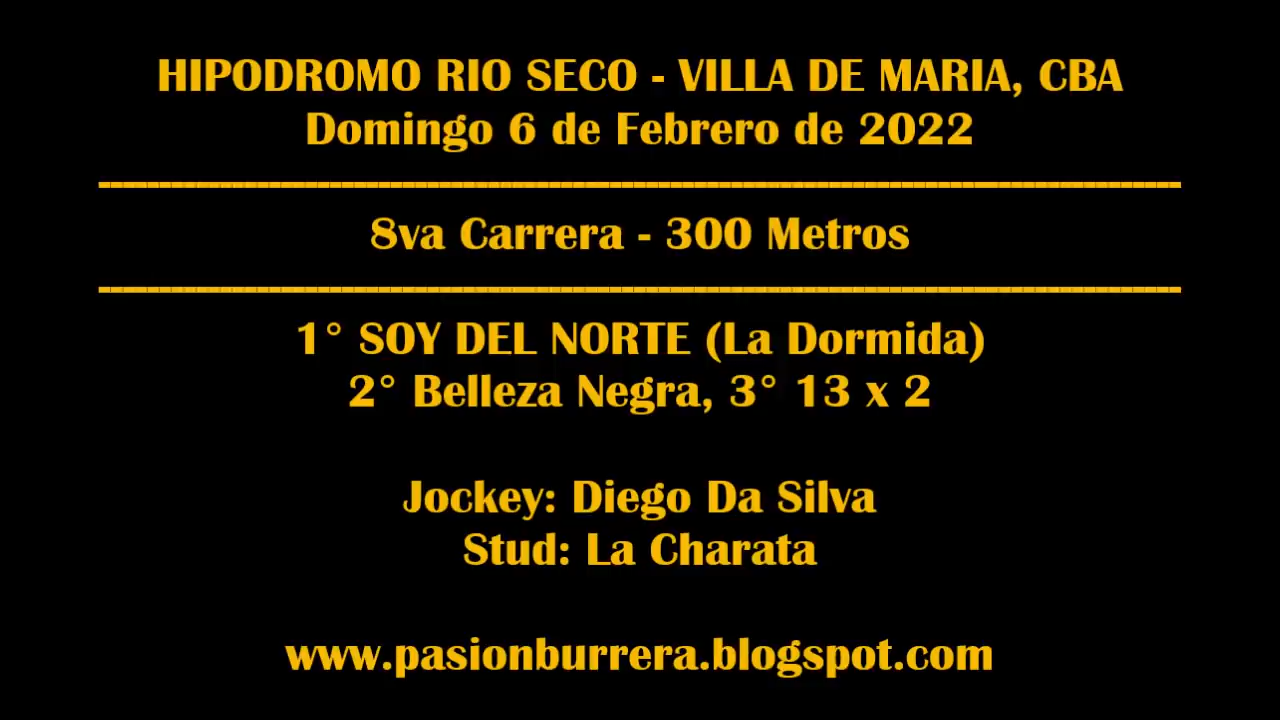 HIPODROMO RIO SECO - VILLA DE MARIA, CBA
Domingo 6 de Febrero de 2022
8va Carrera - 300 Metros
1° SOY DEL NORTE (La Dormida)
2° Belleza Negra, 3° 13 x 2
Jockey: Diego Da Silva
Stud: La Charata
www.pasionburrera.blogspot.com